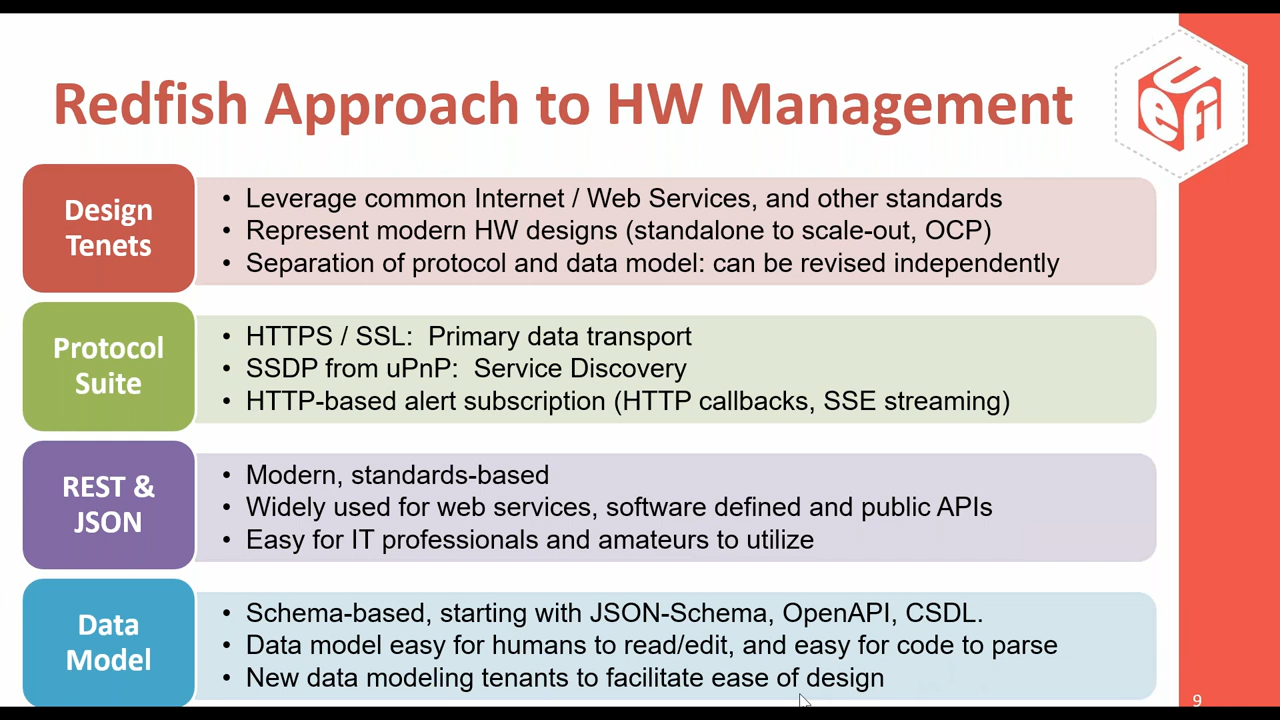 Redfish Approach to HW Management
UEFI
Design
Tenets
• Leverage common Internet / Web Services, and other standards
• Represent modern HW designs (standalone to scale-out, OCP)
• Separation of protocol and data model: can be revised independently
Protocol
Suite
• HTTPS / SSL:  Primary data transport
• SSDP from uPnP:  Service Discovery
• HTTP-based alert subscription (HTTP callbacks, SSE streaming)
REST &
JSON
• Modern, standards-based
• Widely used for web services, software defined and public APIs
• Easy for IT professionals and amateurs to utilize
Data
Model
• Schema-based, starting with JSON-Schema, OpenAPI, CSDL.
• Data model easy for humans to read/edit, and easy for code to parse
• New data modeling tenants to facilitate ease of design
9